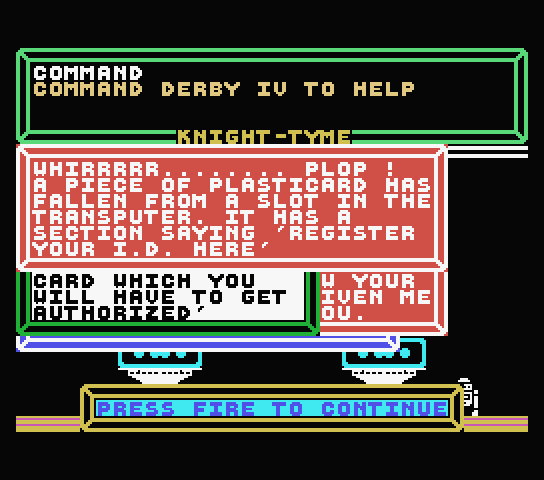 COMMAND
COMMAND DERBY IV TO HELP
KNIGHT-TYME
WHIRRRRR........ PLOP !
A PIECE OF PLASTICARD HAS
FALLEN FROM A SLOT IN THE
TRANSPUTER. IT HAS A
SECTION SAYING 'REGISTER
YOUR I.D. HERE'
CARD WHICH YOU
WILL HAVE TO GET
AUTHORIZED'
U YOUR
IVEN ME
OU.
PRESS FIRE TO CONTINUE